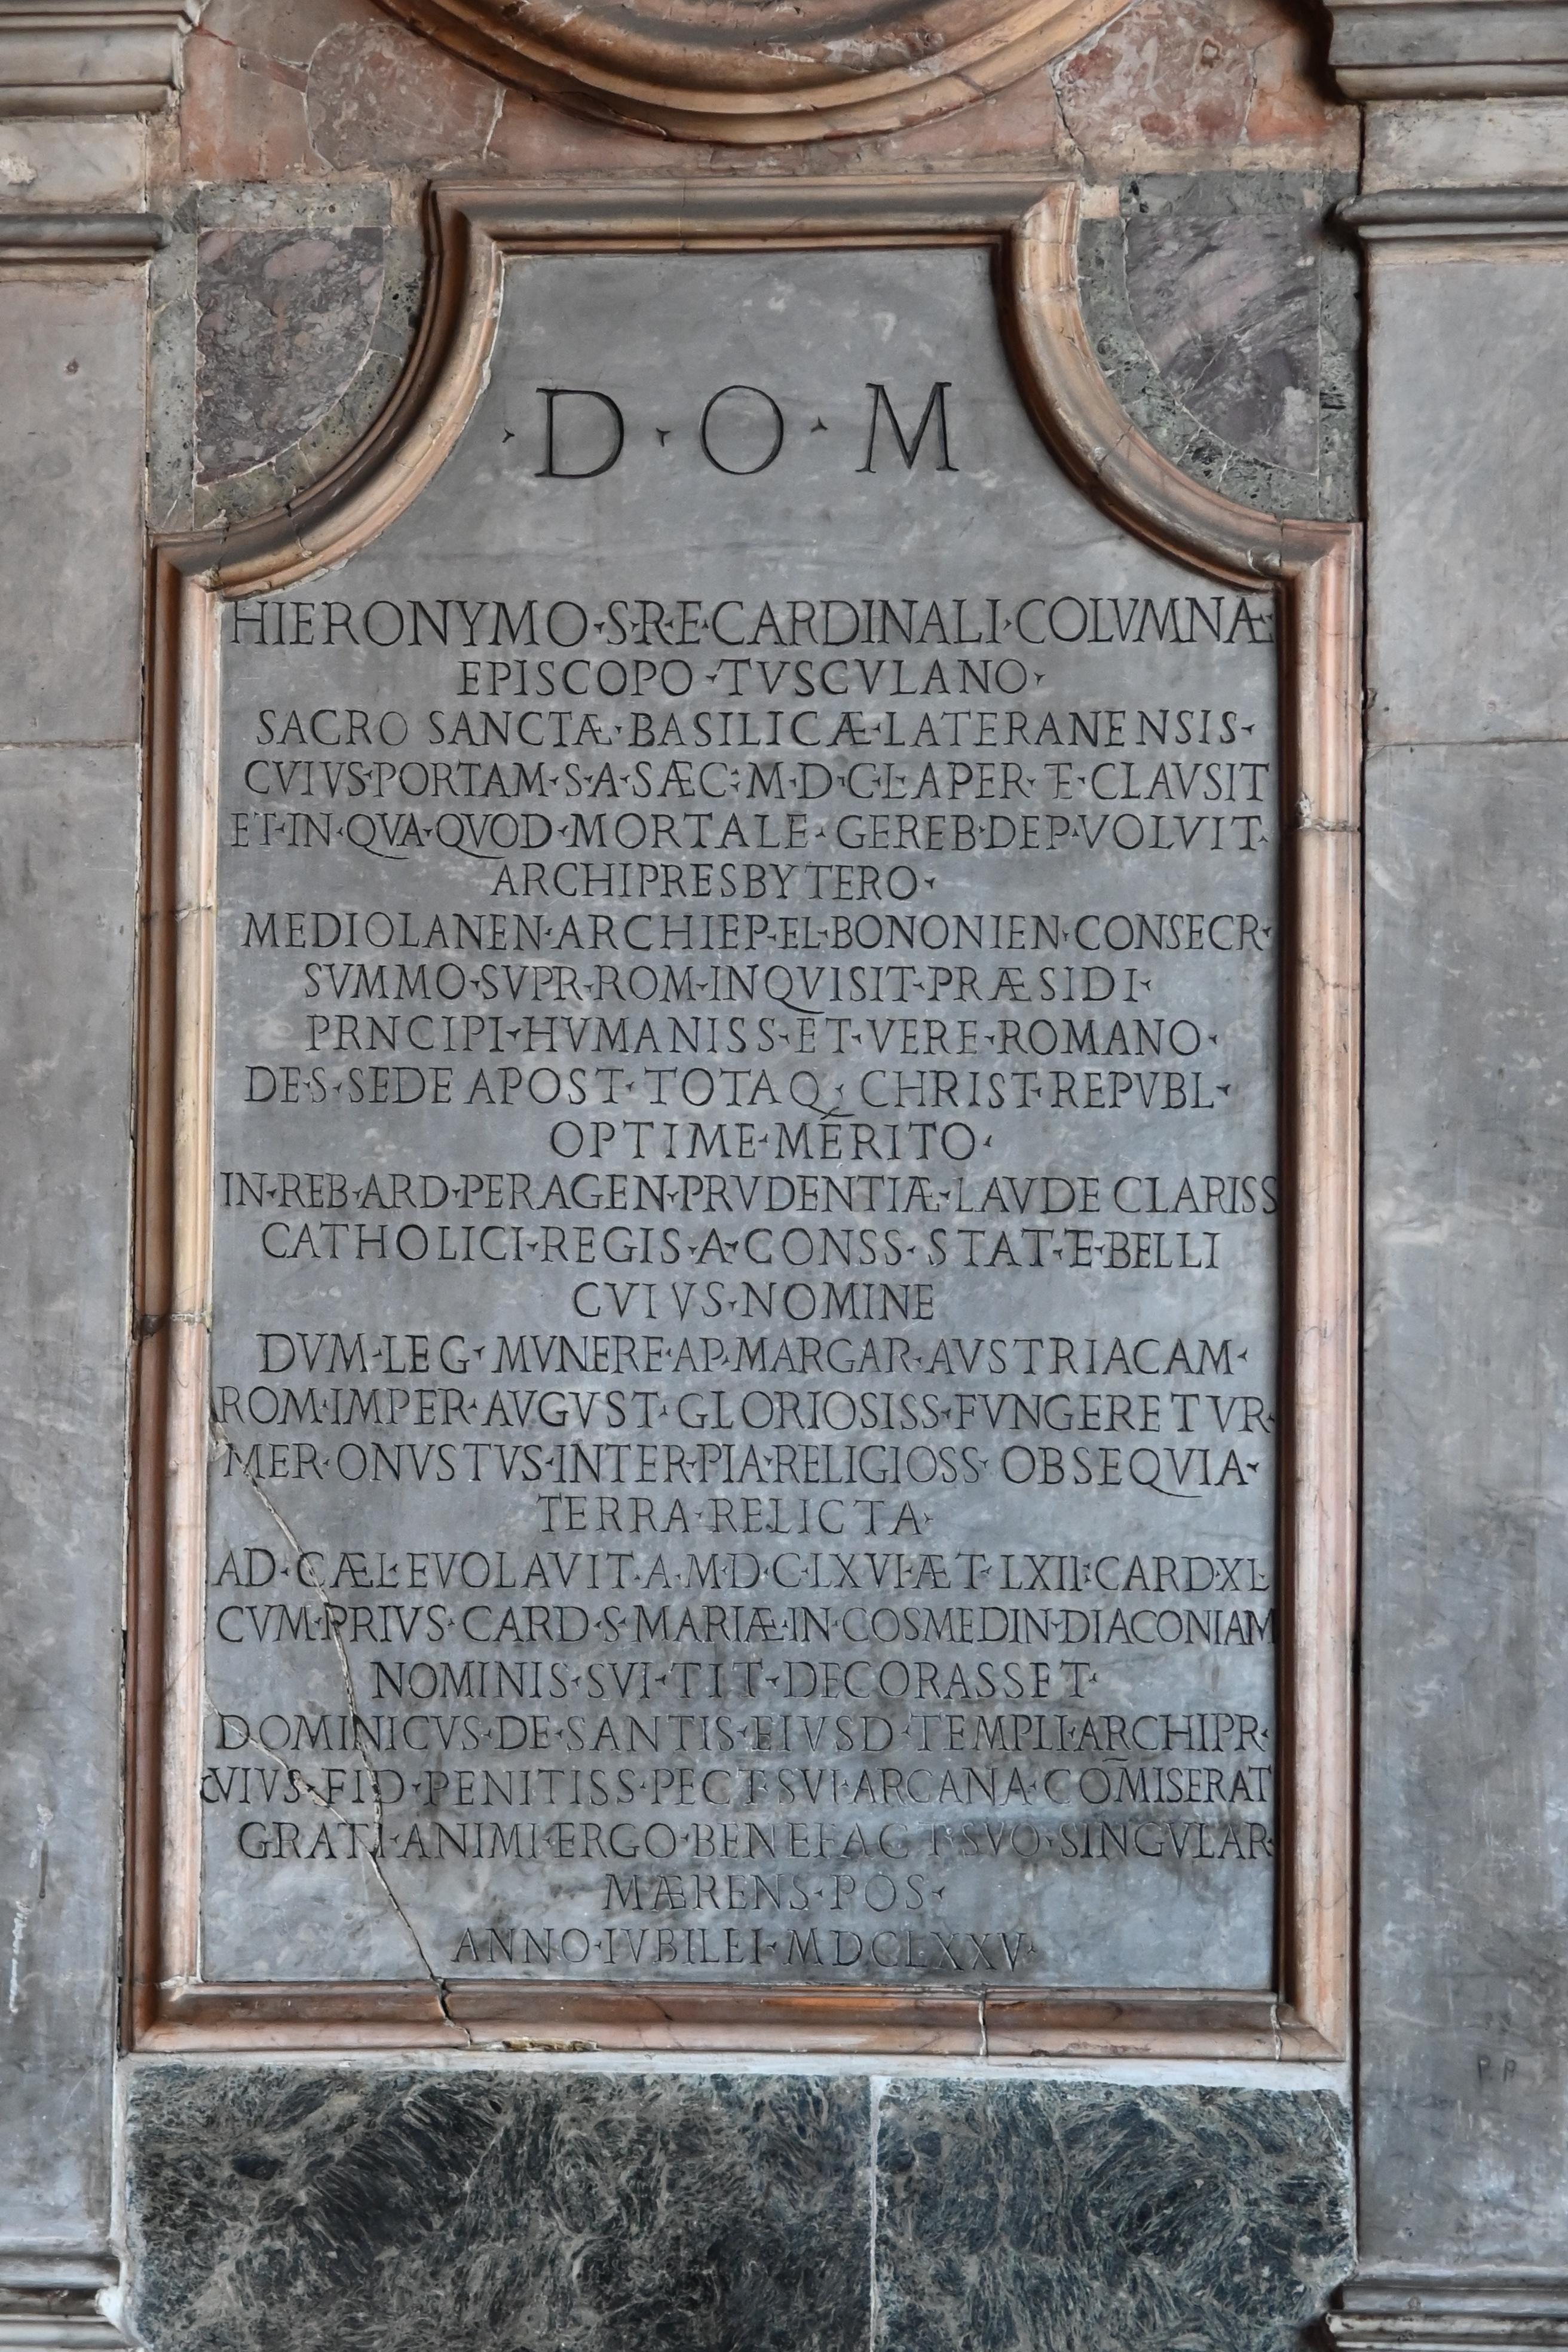 · D · O · M
HIERONYMO · S · R · E · CARDINALI · COLVMNÆ
EPISCOPO · TVSCVLANO ·
SACRO SANCTÆ · BASILICÆ · LATERANENSIS ·
CVIVS · PORTAM · S · A · SÆC · M · D · C · L · APER · E · CLAVSIT
ET · IN · QVA · QVOD · MORTALE · GEREB · DEP · VOLVIT ·
ARCHIPRESBYTERO ·
MEDIOLANEN · ARCHIEP · EL · BONONIEN · CONSECR ·
SVMMO · SVPR · ROM · INQVISIT · PRÆSIDI ·
PRNCIPI · HVMANISS · ET · VERE · ROMANO ·
DE · S · SEDE APOST · TOTAQ; CHRIST · REPVBL ·
OPTIME · MERITO ·
IN · REB · ARD · PERAGEN · PRVDENTIÆ · LAVDE CLARISS
CATHOLICI · REGIS · A · CONSS · STAT · E · BELLI
CVIVS · NOMINE
DVM · LEG · MVNERE · AP · MARGAR · AVSTRIACAM ·
ROM · IMPER · AVGVST · GLORIOSISS · FVNGERETVR ·
MER · ONVSTVS · INTER · PIA · RELIGIOSS · OBSEQVIA ·
TERRA · RELICTA ·
AD · CÆL · EVOLAVIT · A · M · D · C · LXVI · ÆT · LXII · CARD · XL
CVM · PRIVS · CARD · S · MARIÆ · IN · COSMEDIN · DIACONIAM
NOMINIS · SVI · TIT · DECORASSET ·
DOMINICVS · DE · SANTIS · EIVSD · TEMPLI · ARCHIPR ·
CVIVS · FID · PENITISS · PECT · SVI · ARCANA · COM̅ISERAT
GRATI · ANIMI · ERGO · BENEFACT · SVO · SINGVLAR ·
MÆRENS · POS ·
ANNO · IVBILEI · MDCLXXV ·